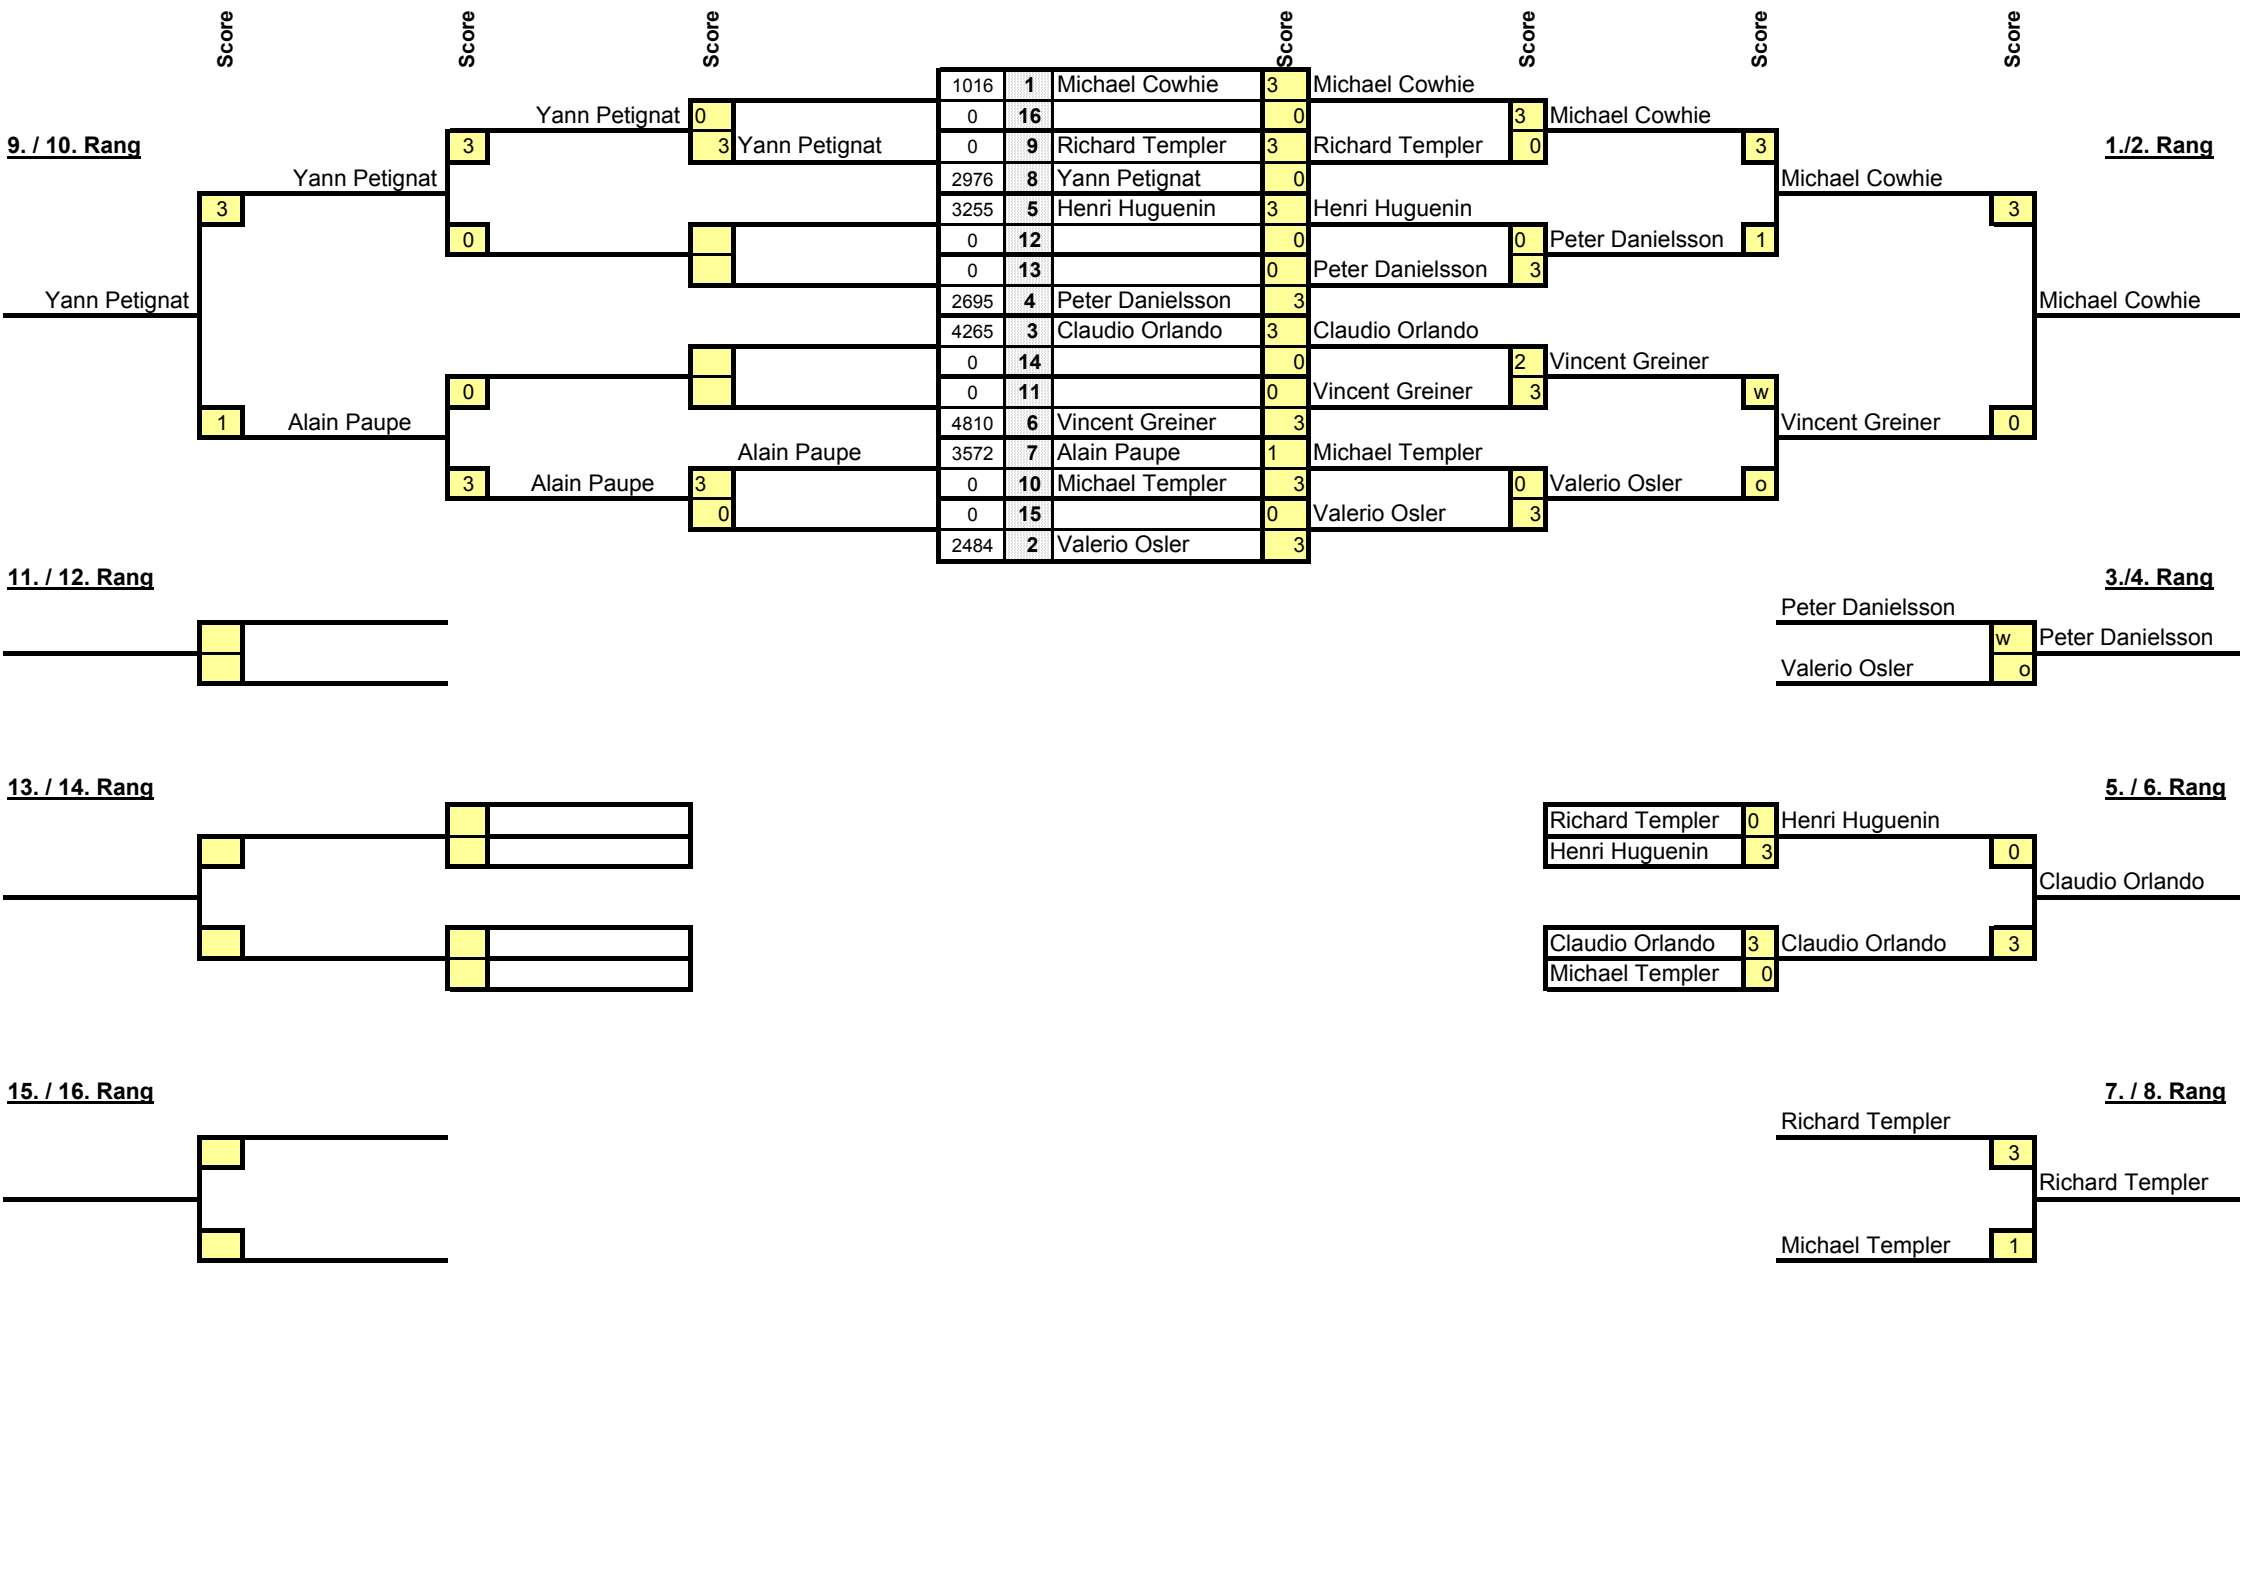 Score Score Score Score Score Score Score
1016 1 Michael Cowhie 3 Michael Cowhie
Yann Petignat 0 0 16 0 3 Michael Cowhie
9. / 10. Rang 3 3 Yann Petignat 0 9 Richard Templer 3 Richard Templer 0 3 1./2. Rang
Yann Petignat 2976 8 Yann Petignat 0 Michael Cowhie
3 3255 5 Henri Huguenin 3 Henri Huguenin 3
0 0 12 0 0 Peter Danielsson 1
0 13 0 Peter Danielsson 3
Yann Petignat 2695 4 Peter Danielsson 3 Michael Cowhie
4265 3 Claudio Orlando 3 Claudio Orlando
0 14 0 2 Vincent Greiner
0 0 11 0 Vincent Greiner 3 w
1 Alain Paupe 4810 6 Vincent Greiner 3 Vincent Greiner 0
Alain Paupe 3572 7 Alain Paupe 1 Michael Templer
3 Alain Paupe 3 0 10 Michael Templer 3 0 Valerio Osler o
0 0 15 0 Valerio Osler 3
2484 2 Valerio Osler 3
11. / 12. Rang 3./4. Rang
Peter Danielsson
w Peter Danielsson
Valerio Osler o
13. / 14. Rang 5. / 6. Rang
Richard Templer 0 Henri Huguenin
Henri Huguenin 3 0
Claudio Orlando
Claudio Orlando 3 Claudio Orlando 3
Michael Templer 0
15. / 16. Rang 7. / 8. Rang
Richard Templer
3
Richard Templer
Michael Templer 1